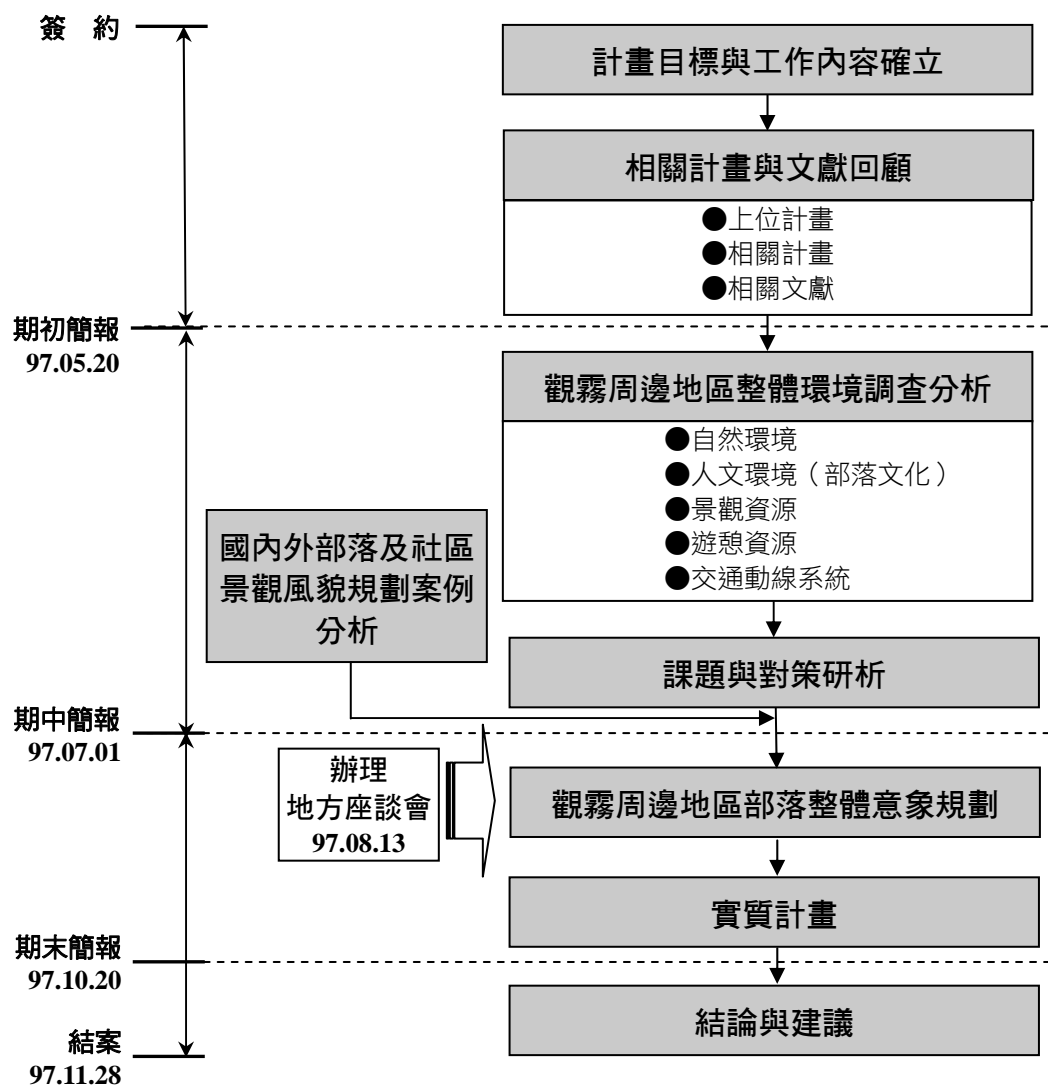 簽　約
計畫目標與工作內容確立
相關計畫與文獻回顧
●上位計畫
●相關計畫
●相關文獻
期初簡報
97.05.20
觀霧周邊地區整體環境調查分析
●自然環境
●人文環境（部落文化）
●景觀資源
●遊憩資源
●交通動線系統
國內外部落及社區
景觀風貌規劃案例
分析
課題與對策研析
期中簡報
97.07.01
辦理
地方座談會
97.08.13
觀霧周邊地區部落整體意象規劃
實質計畫
期末簡報
97.10.20
結論與建議
結案
97.11.28